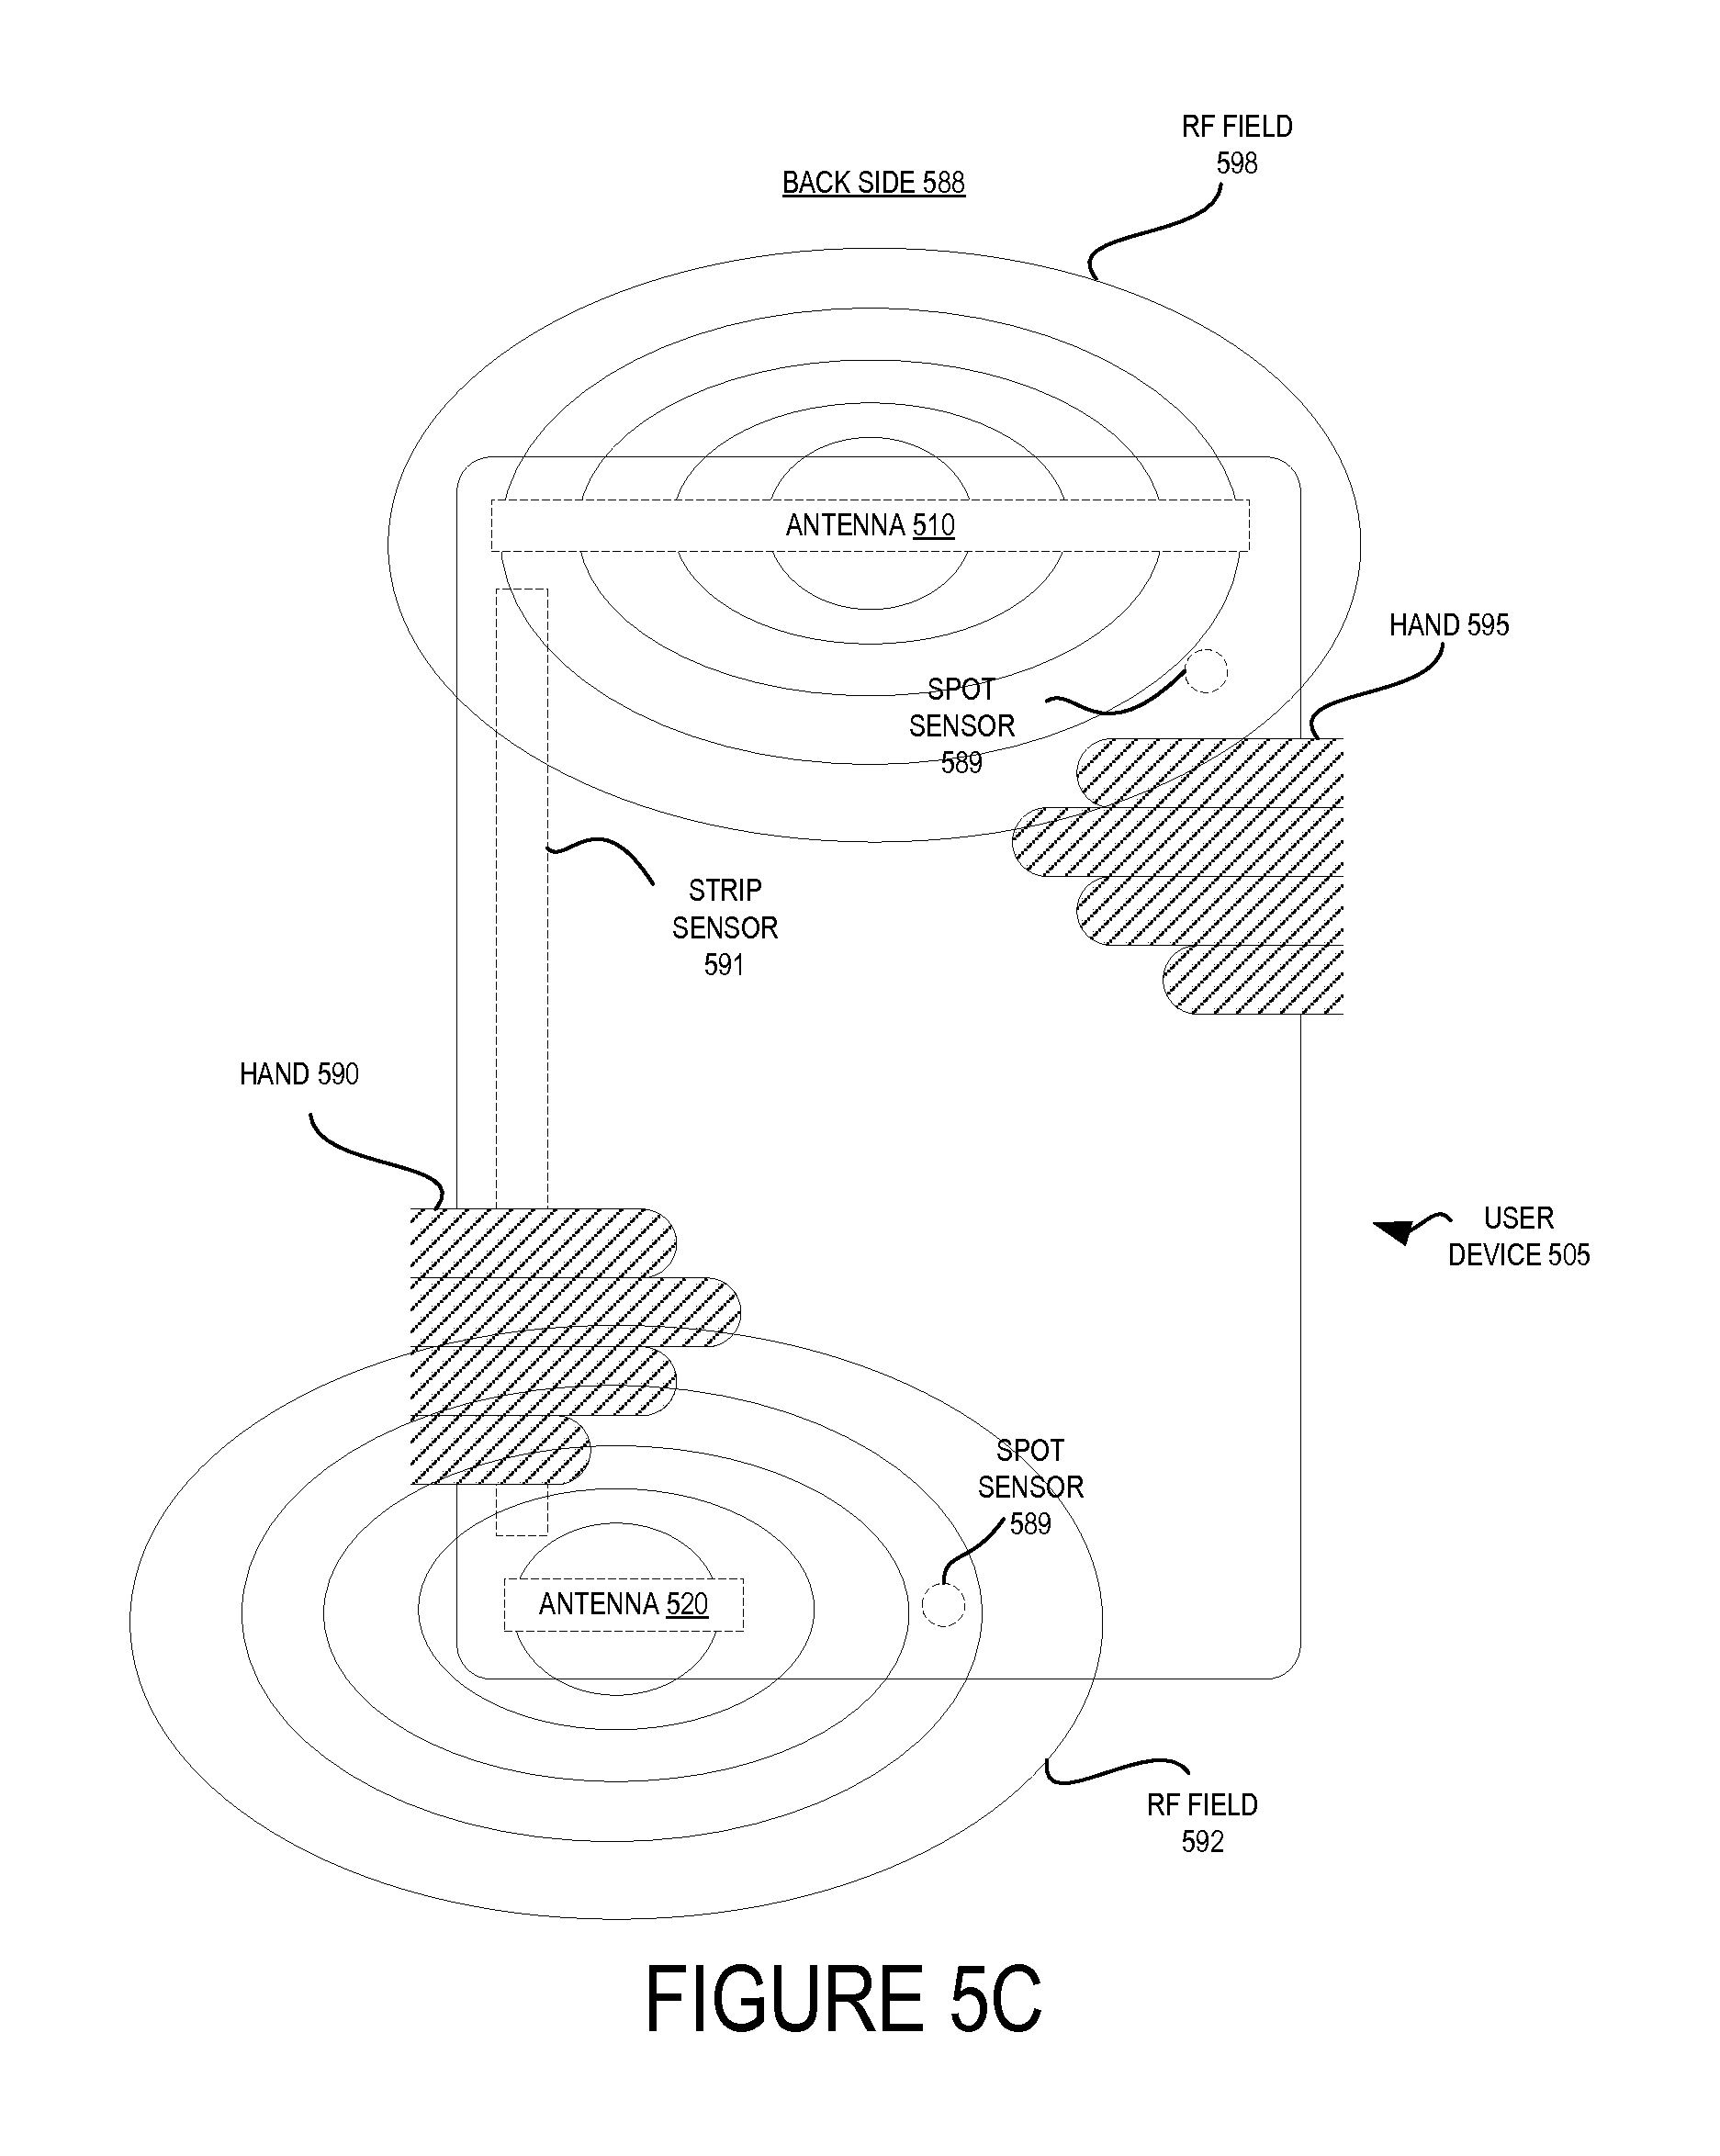 RF FIELD
598
BACK SIDE 588
ANTENNA 510
HAND 595
SPOT
SENSOR
589
STRIP
SENSOR
591
HAND 590
USER
DEVICE 505
SPOT
SENSOR
589
ANTENNA 520
RF FIELD
592
FIGURE 5C